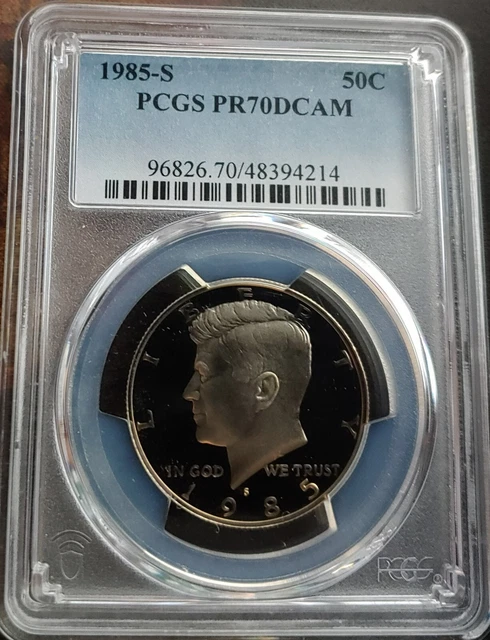 1985-S 50C
PCGS PR70DCAM
96826.70/48394214
LIBERTY
IN GOD WE TRUST
S
1985
PCGS